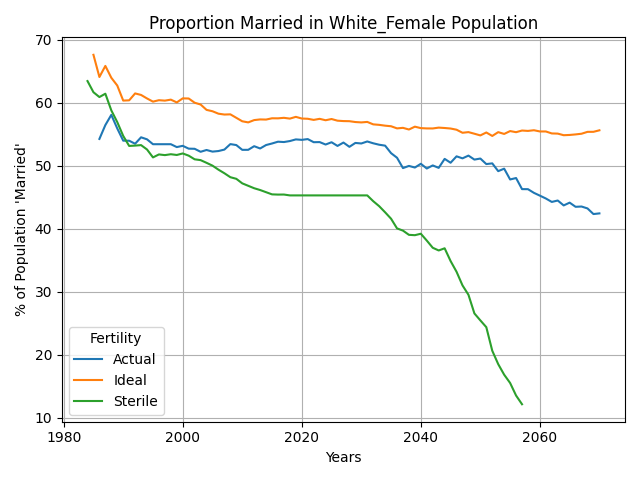 Proportion Married in White_Female Population
% of Population 'Married'
70
60
50
40
30
20
10
Fertility
Actual
Ideal
Sterile
1980
2000
2020
2040
2060
Years